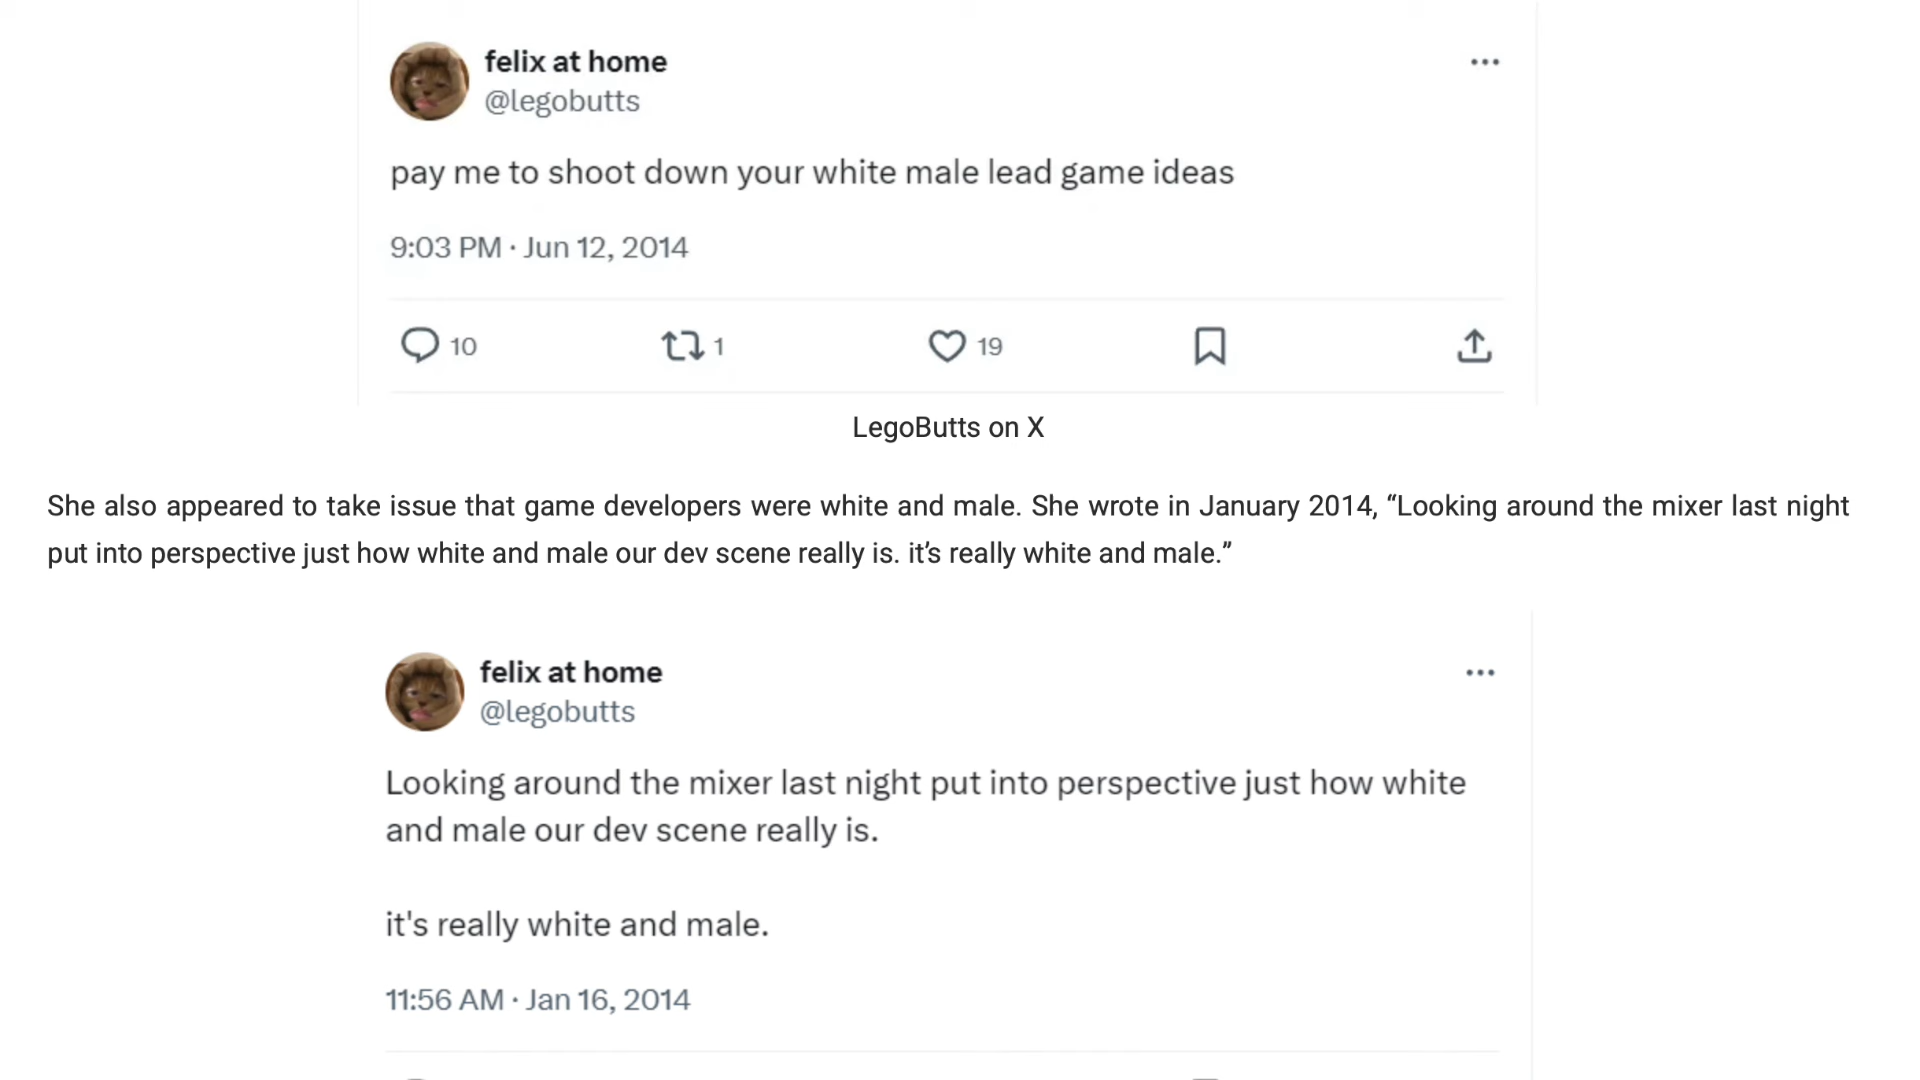 felix at home
@legobutts
pay me to shoot down your white male lead game ideas
9:03 PM · Jun 12, 2014
10 1 19
LegoButts on X
She also appeared to take issue that game developers were white and male. She wrote in January 2014, “Looking around the mixer last night
put into perspective just how white and male our dev scene really is. it’s really white and male.”
felix at home
@legobutts
Looking around the mixer last night put into perspective just how white
and male our dev scene really is.
it's really white and male.
11:56 AM · Jan 16, 2014